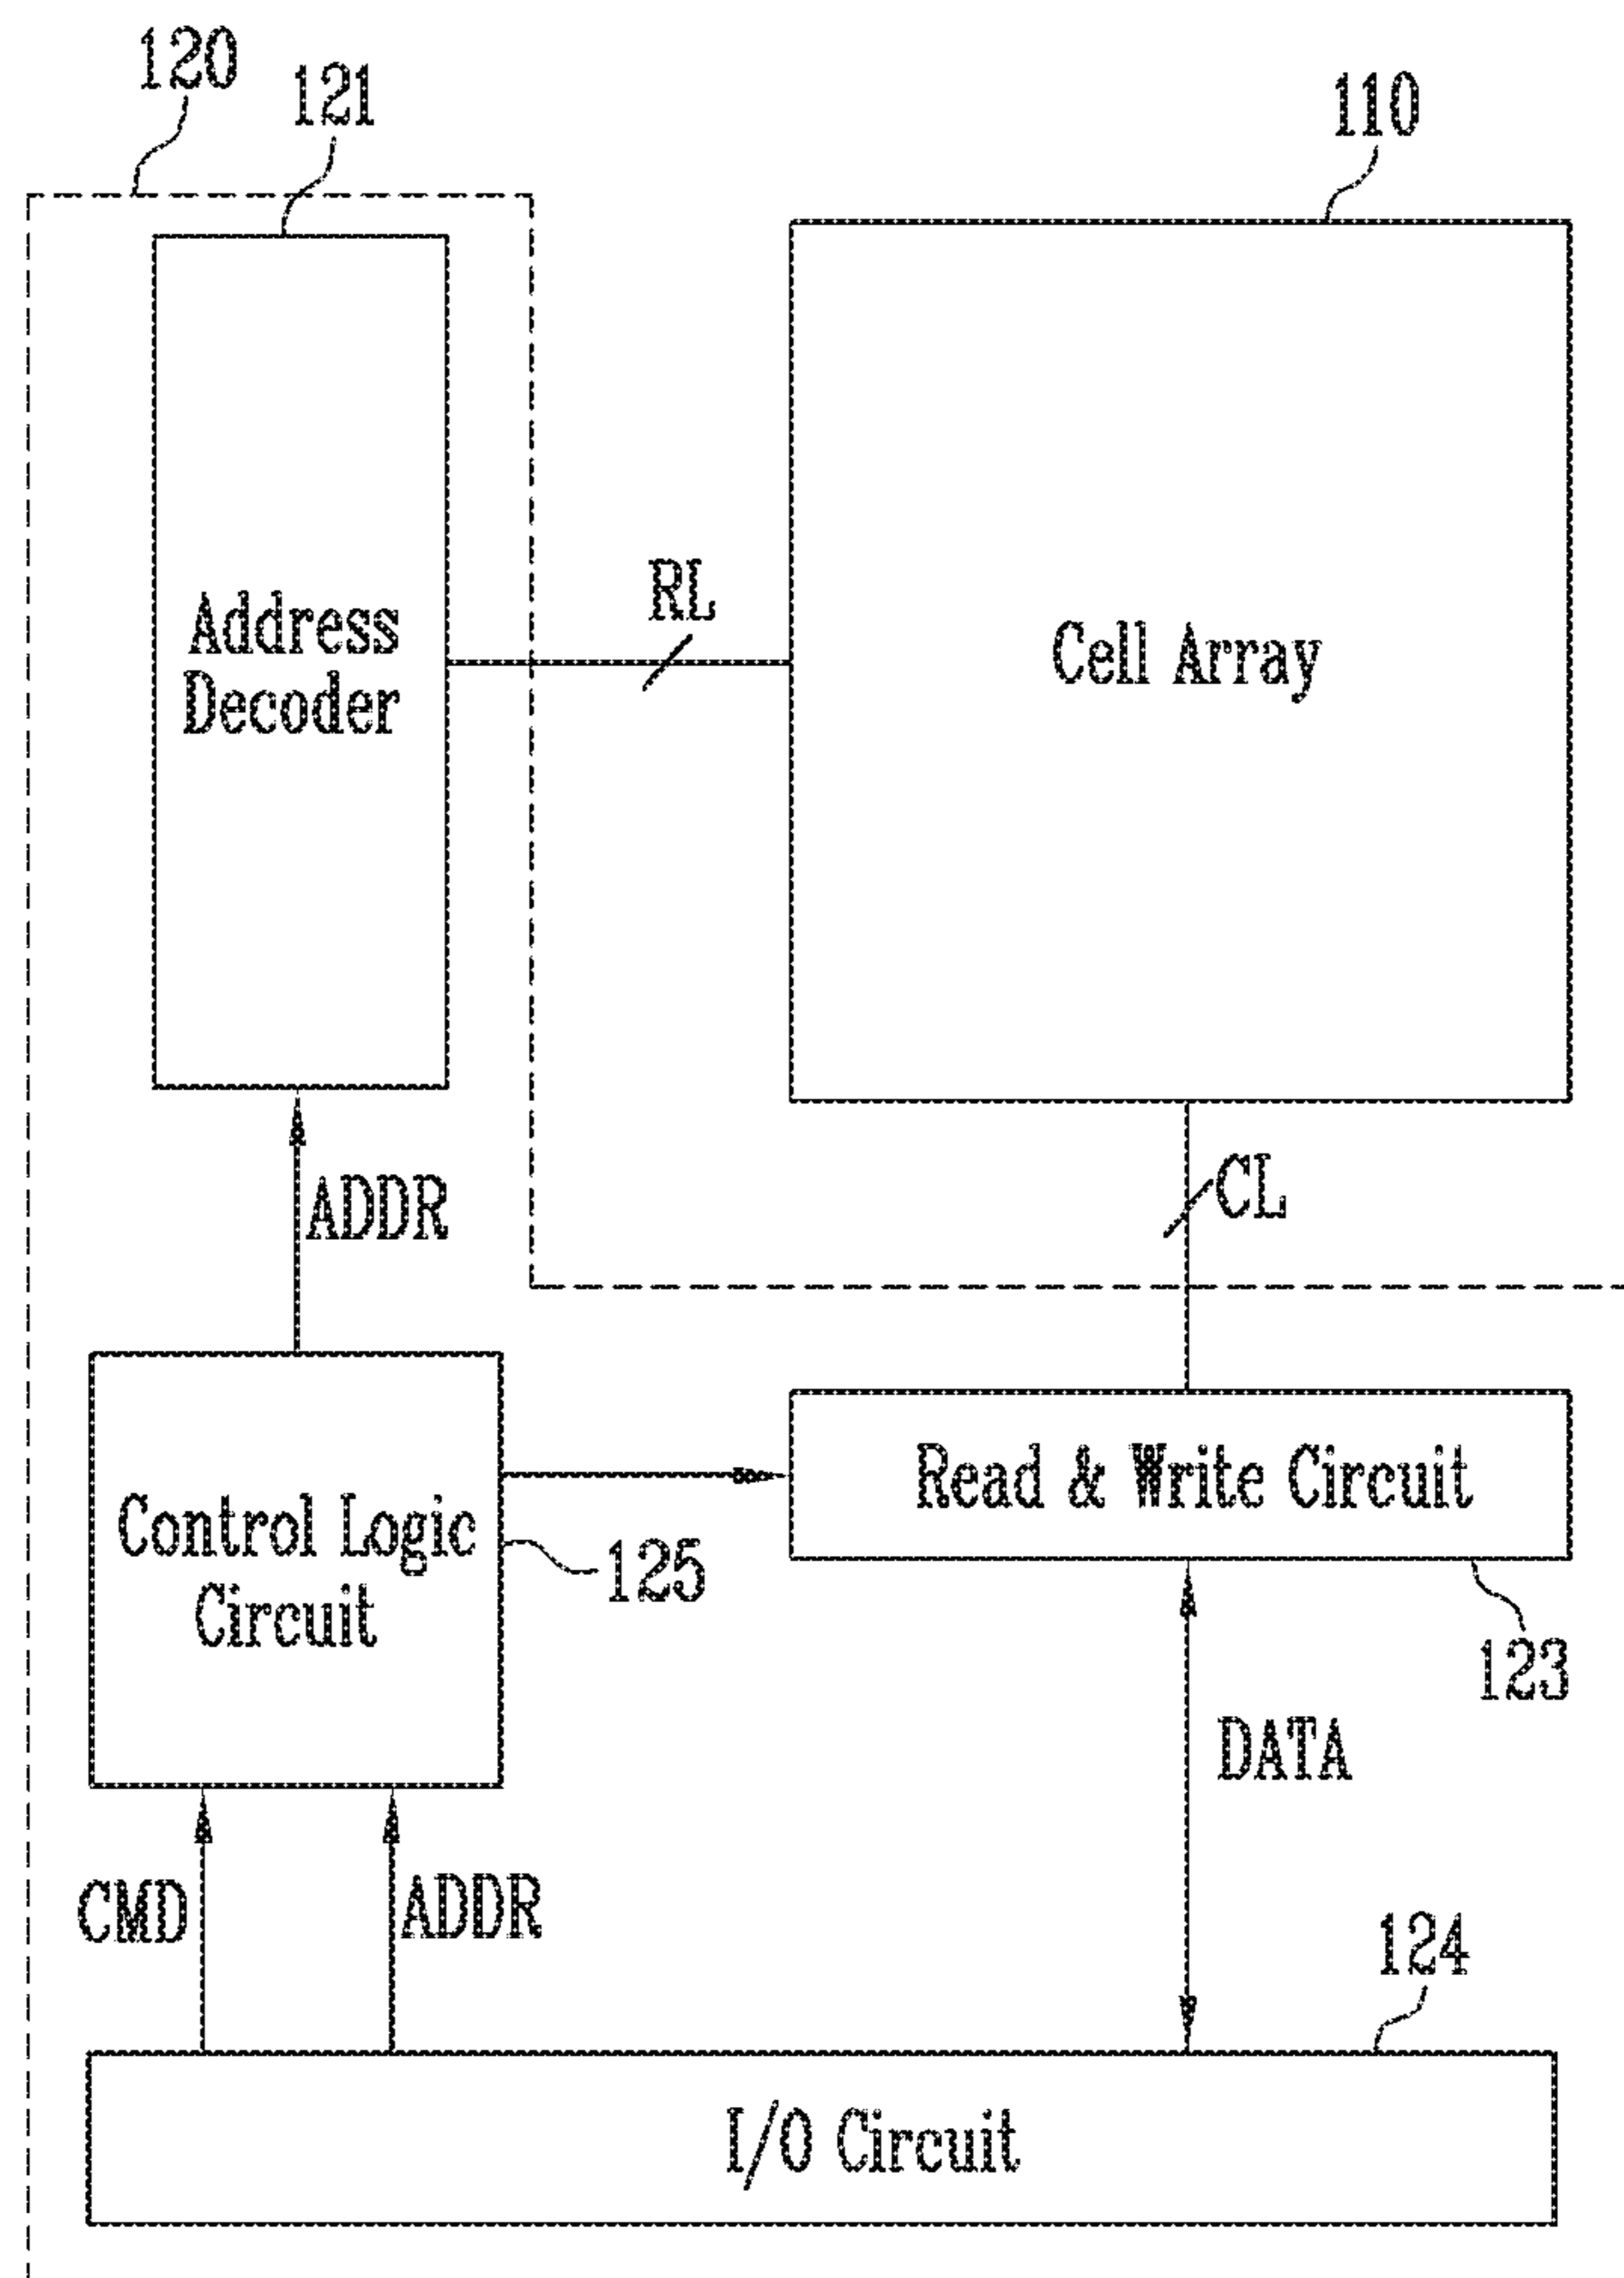 120
121
110
Address
Decoder
RL
Cell Array
ADDR
CL
Control Logic
Circuit
125
Read & Write Circuit
123
DATA
CMD
ADDR
124
I/O Circuit